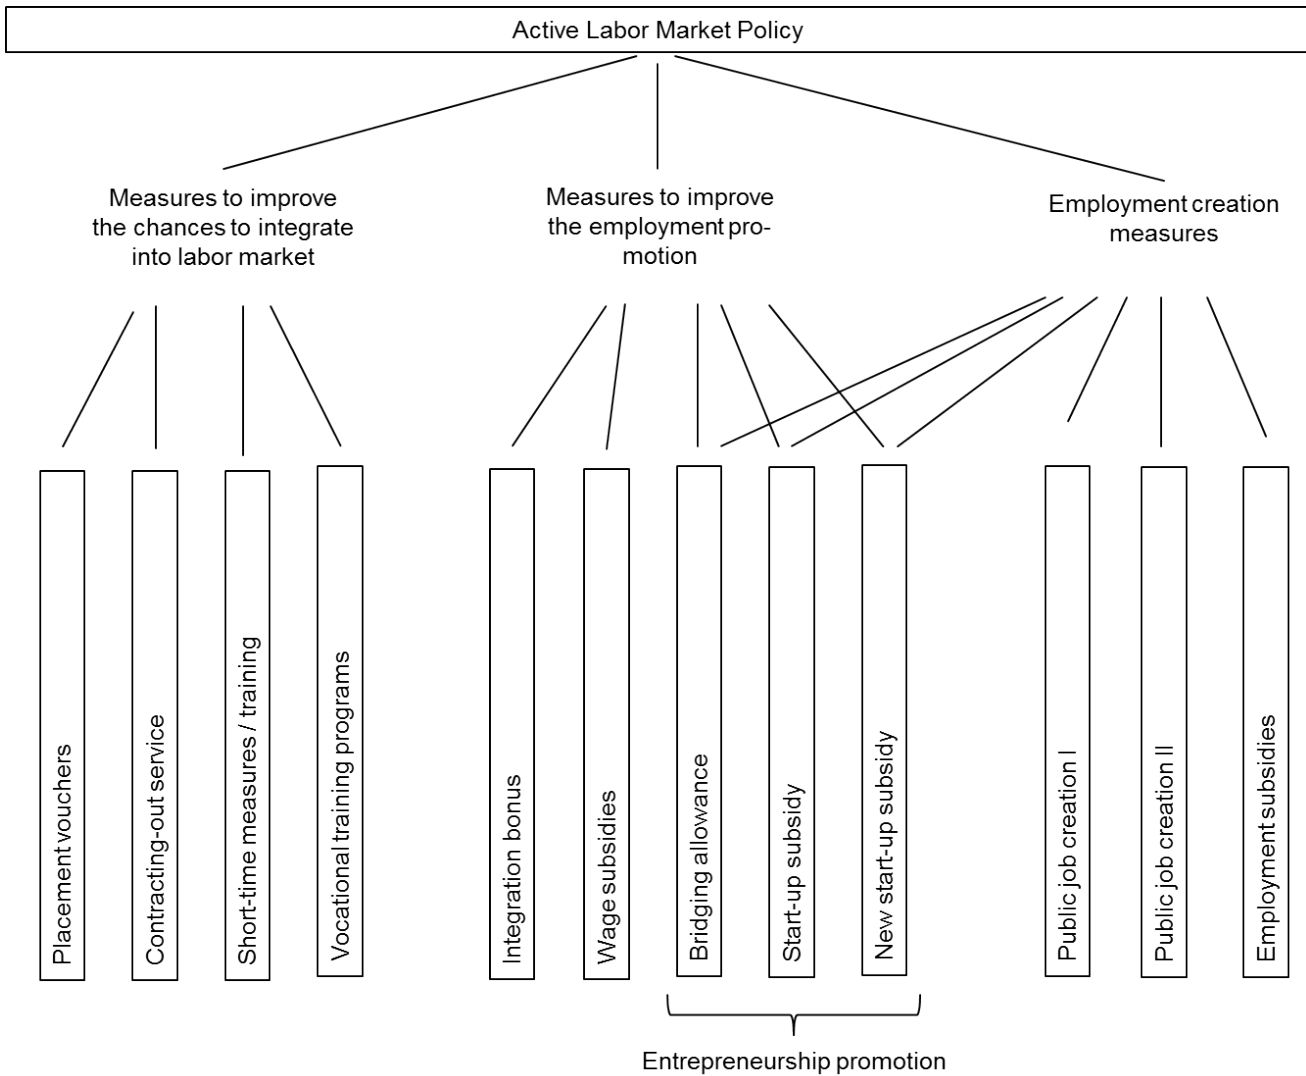 Active Labor Market Policy
Measures to improve
the chances to integrate
into labor market
Measures to improve
the employment pro-
motion
Employment creation
measures
Placement vouchers
Contracting-out service
Short-time measures / training
Vocational training programs
Integration bonus
Wage subsidies
Bridging allowance
Start-up subsidy
New start-up subsidy
Public job creation I
Public job creation II
Employment subsidies
Entrepreneurship promotion